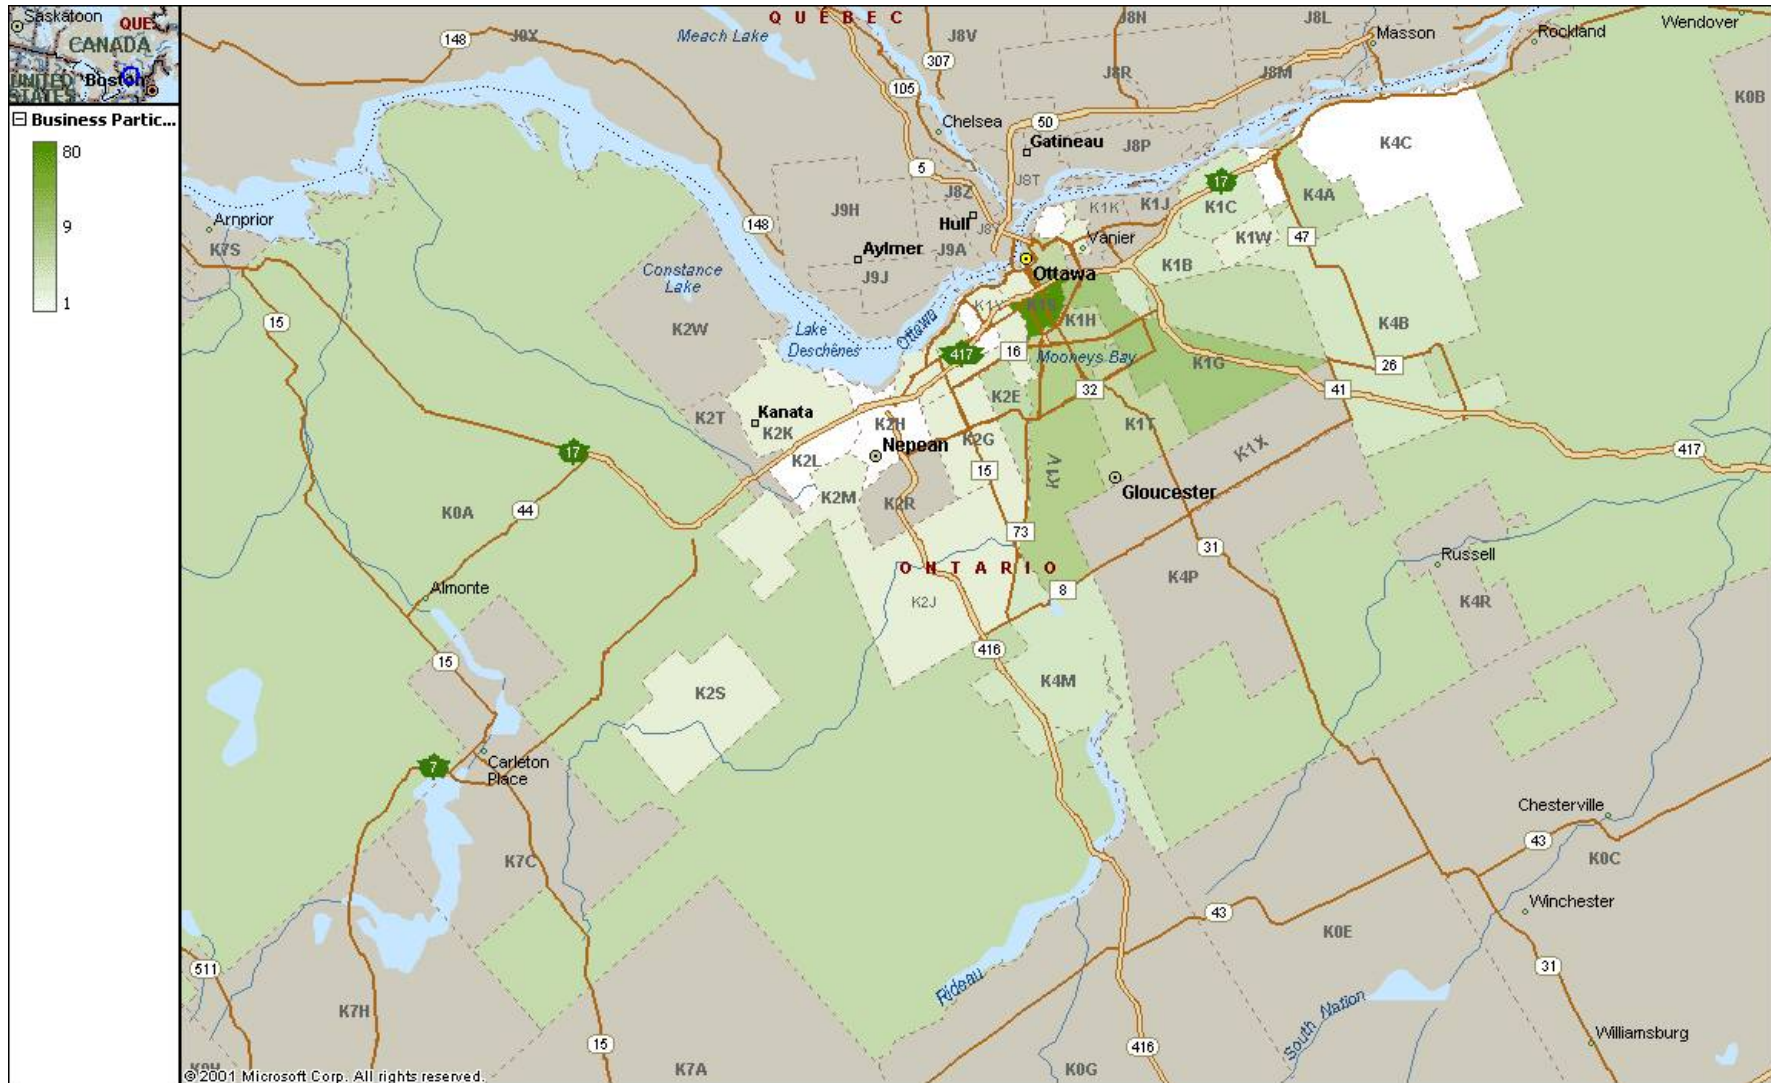 Saskatoon
QUE
CANADA
UNITED
STATES
Boston
Business Partic...
80
9
1
QUÉBEC
J0X
148
Meach Lake
J8V
307
105
J8N
J8L
J8R
J8M
Masson
Rockland
Wendover
K0B
Chelsea
50
Gatineau
J8P
K4C
5
J8Z
J8T
17
K1C
K4A
Arnprior
K7S
148
J9H
Hull
J8Y
K1K
K1J
K1W
47
Vanier
Aylmer
J9A
J9J
Constance
Lake
Ottawa
K1B
K1Y
K1S
K1H
K4B
15
K2W
Lake
Deschênes
Ottawa
417
16
Mooneys Bay
K1G
26
32
41
K2T
Kanata
K2K
K2H
K2E
K2G
K1T
Nepean
K2L
17
K1X
417
K1V
15
Gloucester
K2M
K2R
K0A
44
73
31
ONTARIO
Russell
K4P
8
K2J
K4R
Almonte
416
15
K2S
K4M
7
Carleton
Place
Chesterville
43
K0C
K7C
Winchester
43
K0E
511
31
Rideau
South Nation
K7H
Williamsburg
15
416
K0H
K7A
K0G
© 2001 Microsoft Corp. All rights reserved.